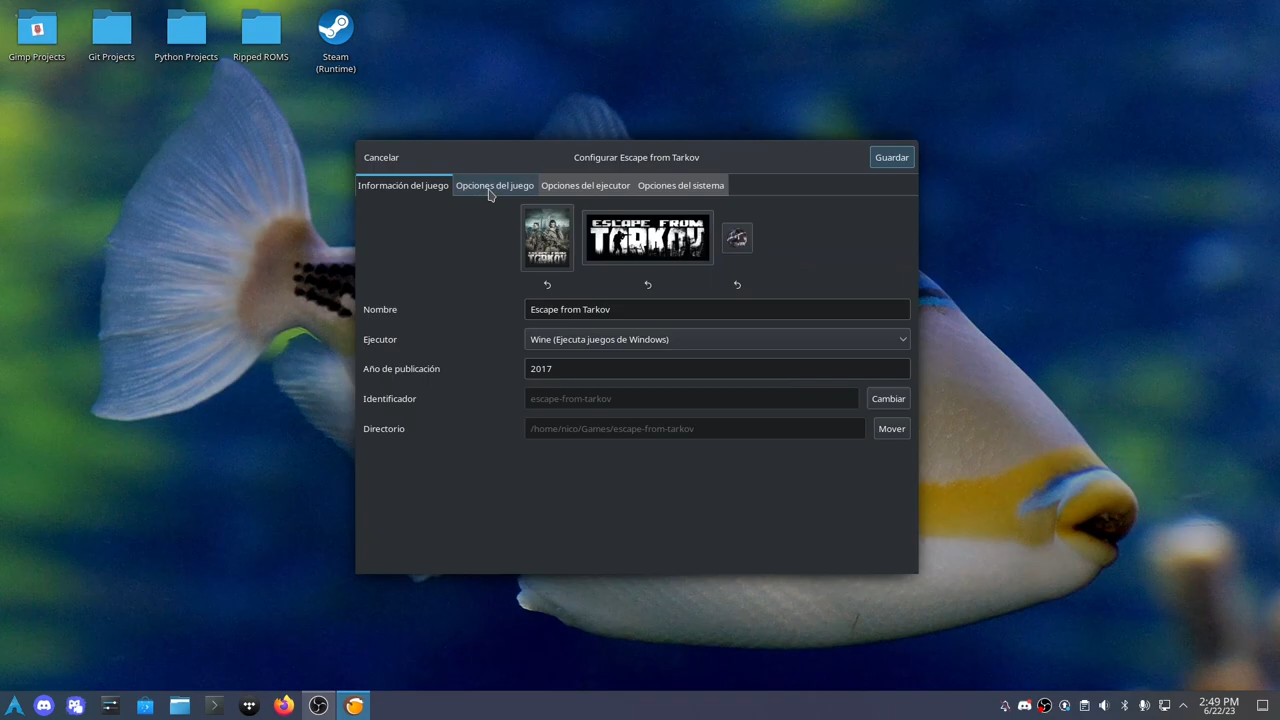 Gimp Projects
Git Projects
Python Projects
Ripped ROMS
Steam
(Runtime)
Cancelar
Configurar Escape from Tarkov
Guardar
Información del juego
Opciones del juego
Opciones del ejecutor
Opciones del sistema
TARKOV
ESCAPE FROM
TARKOV
Nombre
Escape from Tarkov
Ejecutor
Wine (Ejecuta juegos de Windows)
Año de publicación
2017
Identificador
escape-from-tarkov
Cambiar
Directorio
/home/nico/Games/escape-from-tarkov
Mover
2:49 PM
6/22/23